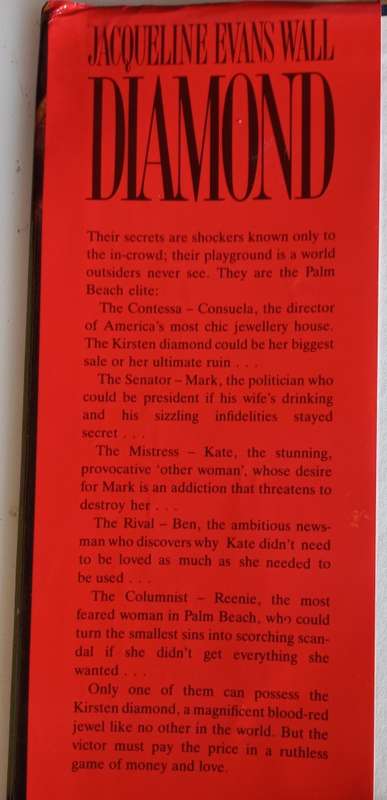 JACQUELINE EVANS WALL
DIAMOND
Their secrets are shockers known only to
the in-crowd; their playground is a world
outsiders never see. They are the Palm
Beach elite:
The Contessa – Consuela, the director
of America's most chic jewellery house.
The Kirsten diamond could be her biggest
sale or her ultimate ruin . . .
The Senator – Mark, the politician who
could be president if his wife's drinking
and his sizzling infidelities stayed
secret . . .
The Mistress – Kate, the stunning,
provocative 'other woman', whose desire
for Mark is an addiction that threatens to
destroy her . . .
The Rival – Ben, the ambitious news-
man who discovers why Kate didn't need
to be loved as much as she needed to
be used . . .
The Columnist – Reenie, the most
feared woman in Palm Beach, who could
turn the smallest sins into scorching scan-
dal if she didn't get everything she
wanted . . .
Only one of them can possess the
Kirsten diamond, a magnificent blood-red
jewel like no other in the world. But the
victor must pay the price in a ruthless
game of money and love.